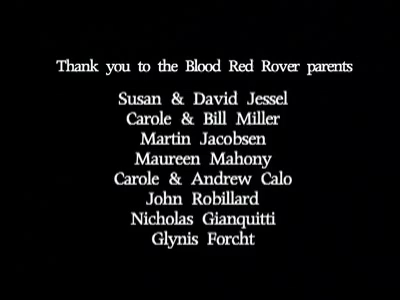 Thank you to the Blood Red Rover parents
Susan & David Jessel
Carole & Bill Miller
Martin Jacobsen
Maureen Mahony
Carole & Andrew Calo
John Robillard
Nicholas Gianquitti
Glynis Forcht